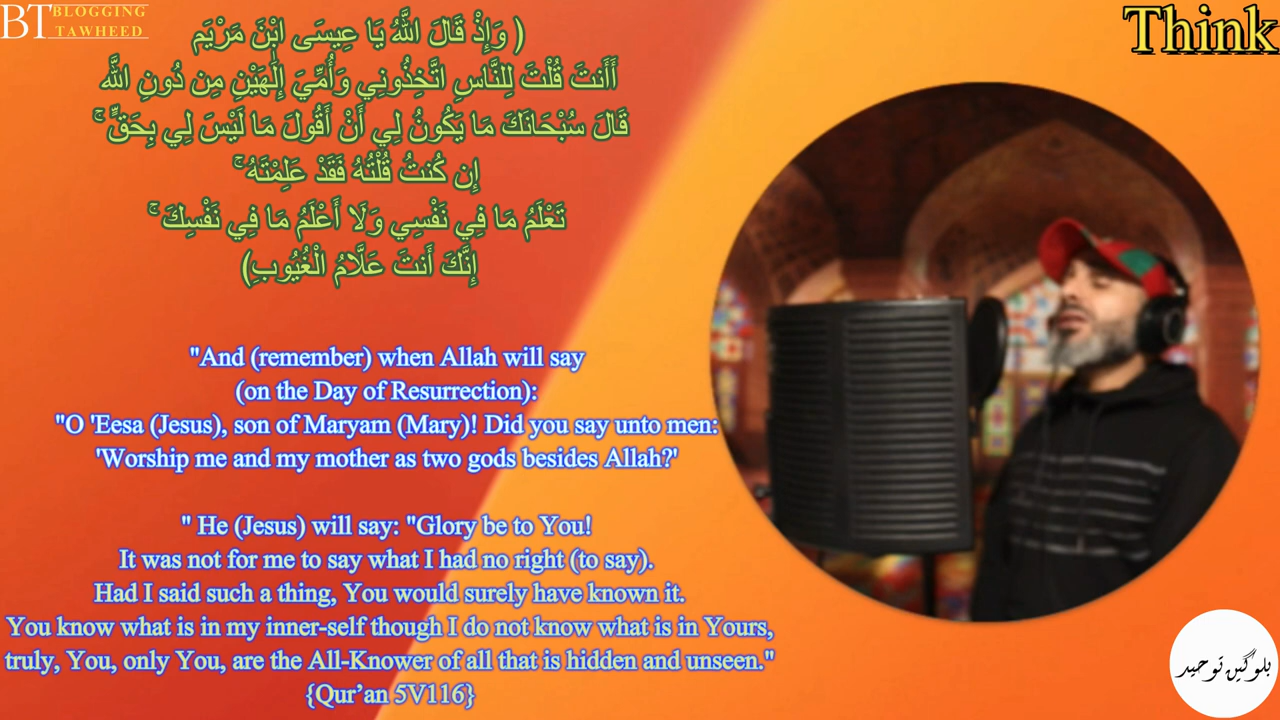 BT BLOGGING
TAWHEED
Think
( وَإِذْ قَالَ اللَّهُ يَا عِيسَى ابْنَ مَرْيَم
أَأَنتَ قُلْتَ لِلنَّاسِ اتَّخِذُونِي وَأُمِّيَ إِلَٰهَيْنِ مِن دُونِ اللَّه
قَالَ سُبْحَانَكَ مَا يَكُونُ لِي أَنْ أَقُولَ مَا لَيْسَ لِي بِحَقٍّ ۚ
إِن كُنتُ قُلْتُهُ فَقَدْ عَلِمْتَهُ ۚ
تَعْلَمُ مَا فِي نَفْسِي وَلَا أَعْلَمُ مَا فِي نَفْسِكَ ۚ
إِنَّكَ أَنتَ عَلَّامُ الْغُيُوبِ)
"And (remember) when Allah will say
(on the Day of Resurrection):
"O 'Eesa (Jesus), son of Maryam (Mary)! Did you say unto men:
'Worship me and my mother as two gods besides Allah?'
" He (Jesus) will say: "Glory be to You!
It was not for me to say what I had no right (to say).
Had I said such a thing, You would surely have known it.
You know what is in my inner-self though I do not know what is in Yours,
truly, You, only You, are the All-Knower of all that is hidden and unseen."
{Qur’an 5V116}
بلوگیں توحید